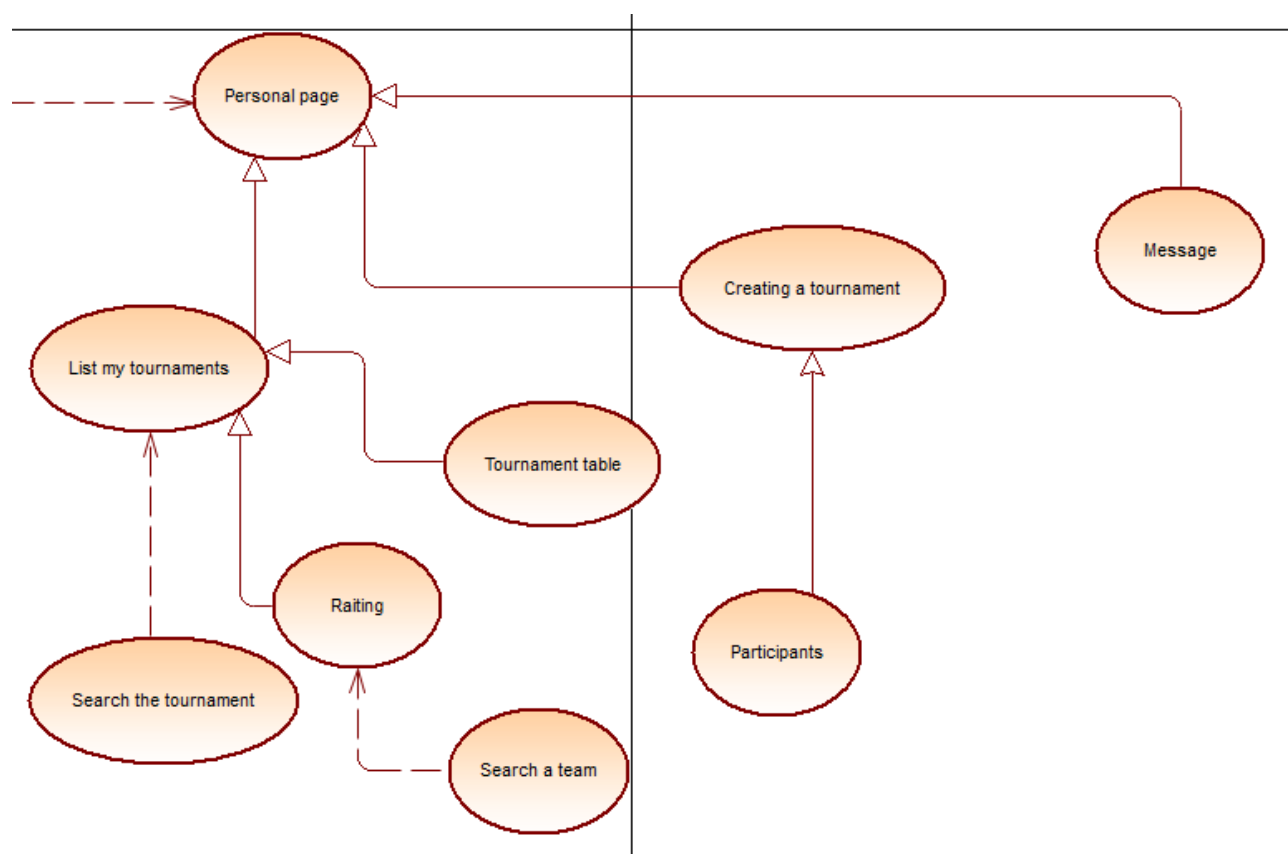 Personal page
Message
Creating a tournament
List my tournaments
Tournament table
Raiting
Participants
Search the tournament
Search a team